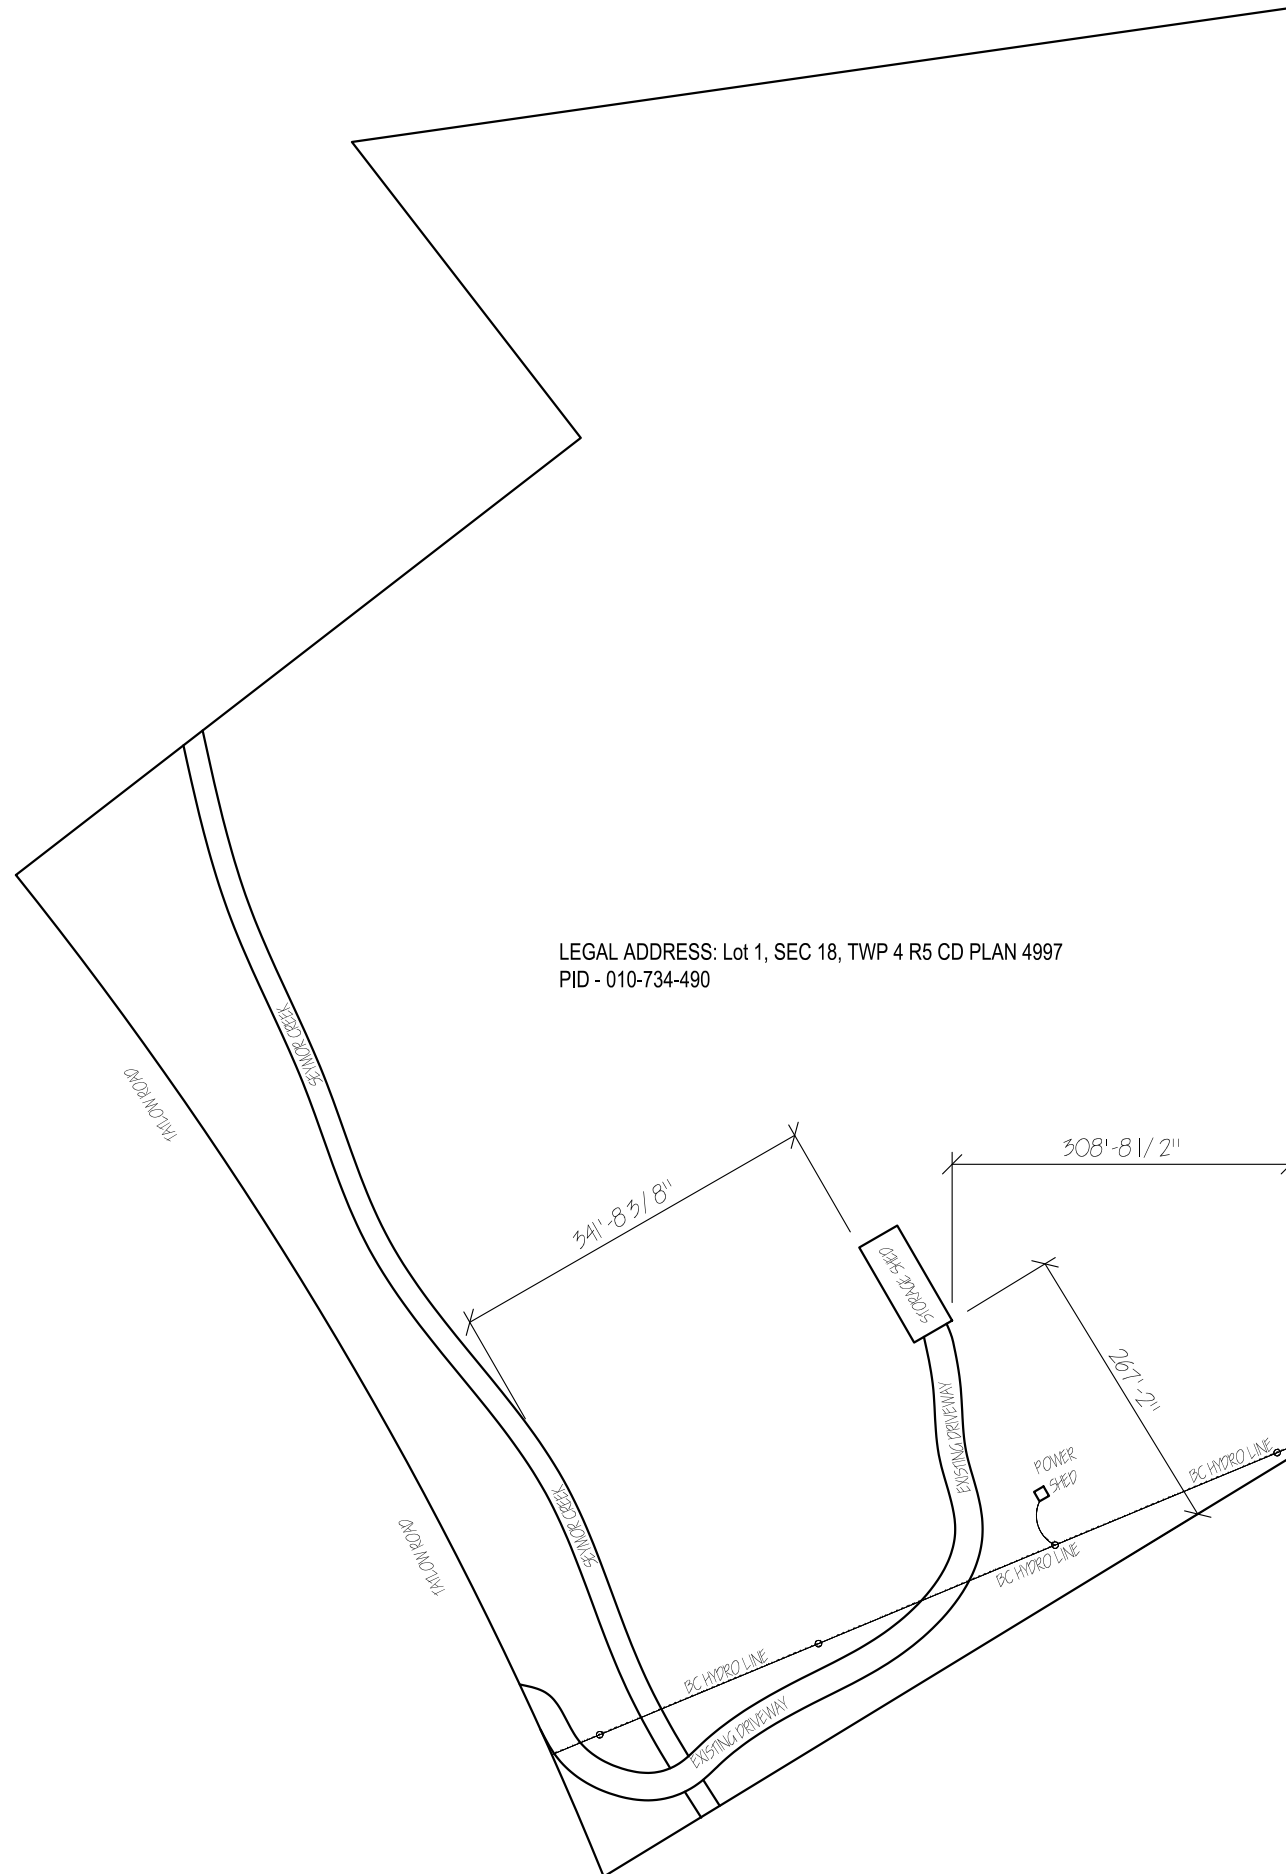 LEGAL ADDRESS: Lot 1, SEC 18, TWP 4 R5 CD PLAN 4997
PID - 010-734-490
SEYMOR CREEK
TATLOW ROAD
308'-8 1/2"
341'-8 3/8"
STORAGE SHED
267'-2"
EXISTING DRIVEWAY
POWER
SHED
BC HYDRO LINE
SEYMOR CREEK
TATLOW ROAD
BC HYDRO LINE
BC HYDRO LINE
EXISTING DRIVEWAY